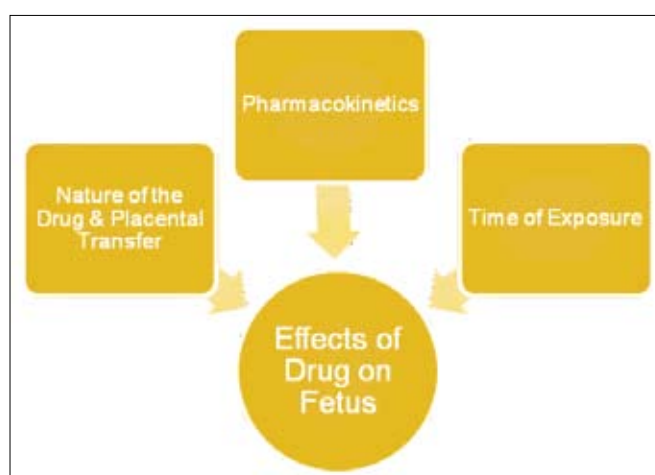 Pharmacokinetics
Nature of the
Drug & Placental
Transfer
Time of Exposure
Effects of
Drug on
Fetus